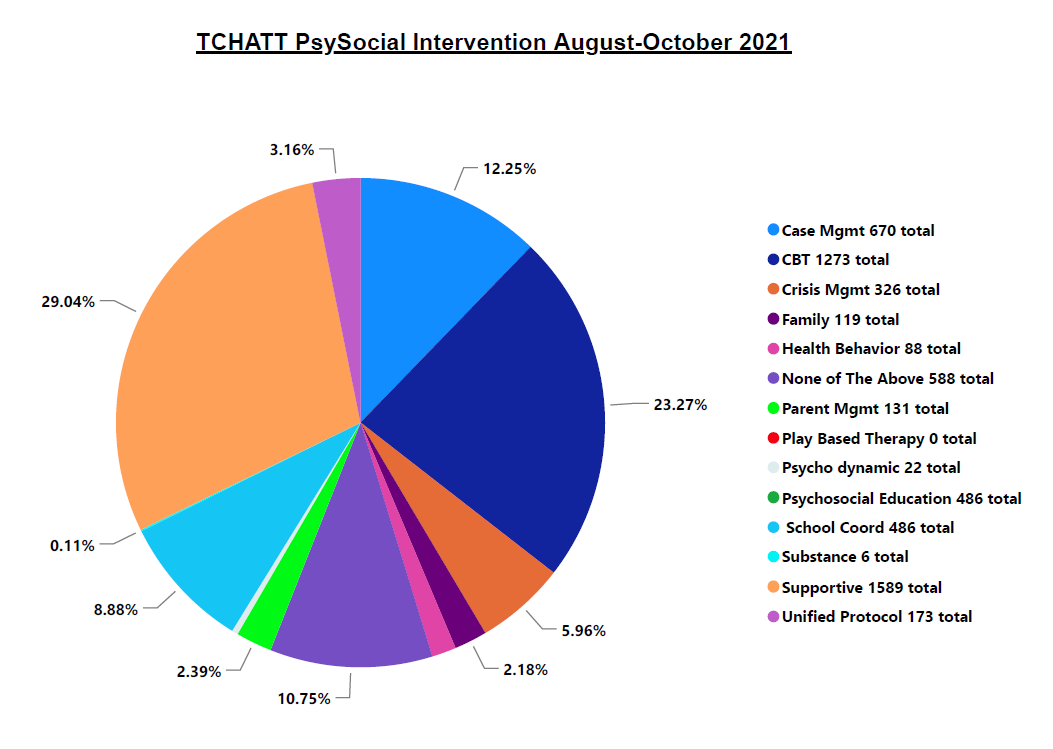 TCHATT PsySocial Intervention August-October 2021
3.16%
12.25%
29.04%
23.27%
0.11%
8.88%
5.96%
2.39%
2.18%
10.75%
Case Mgmt 670 total
CBT 1273 total
Crisis Mgmt 326 total
Family 119 total
Health Behavior 88 total
None of The Above 588 total
Parent Mgmt 131 total
Play Based Therapy 0 total
Psycho dynamic 22 total
Psychosocial Education 486 total
School Coord 486 total
Substance 6 total
Supportive 1589 total
Unified Protocol 173 total